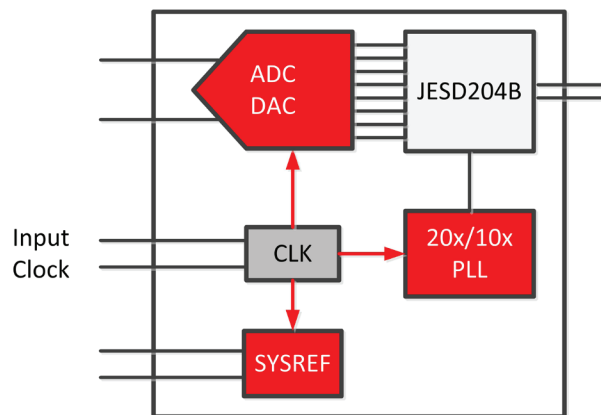 ADC
DAC
JESD204B
Input
Clock
CLK
20x/10x
PLL
SYSREF